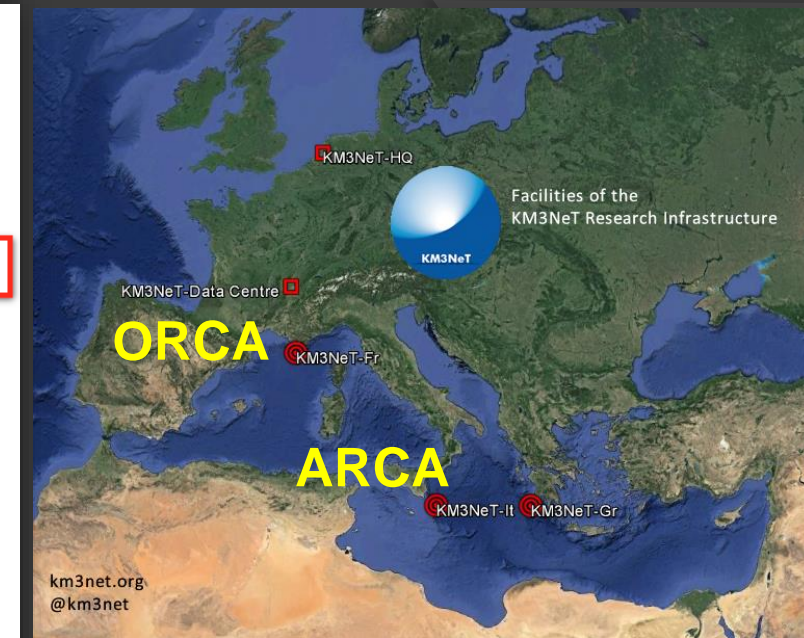 KM3NeT-HQ
Facilities of the
KM3NeT Research Infrastructure
KM3NeT
KM3NeT-Data Centre
ORCA
KM3NeT-Fr
ARCA
KM3NeT-It
KM3NeT-Gr
km3net.org
@km3net